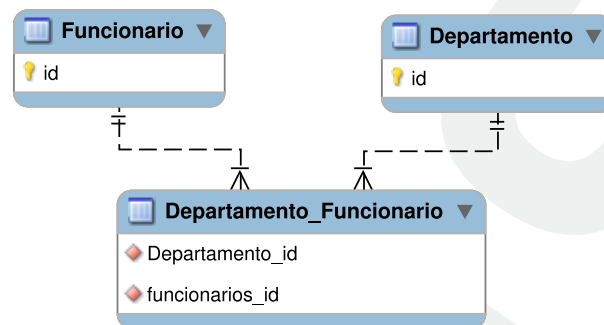 Funcionario
id
Departamento
id
Departamento_Funcionario
Departamento_id
funcionarios_id